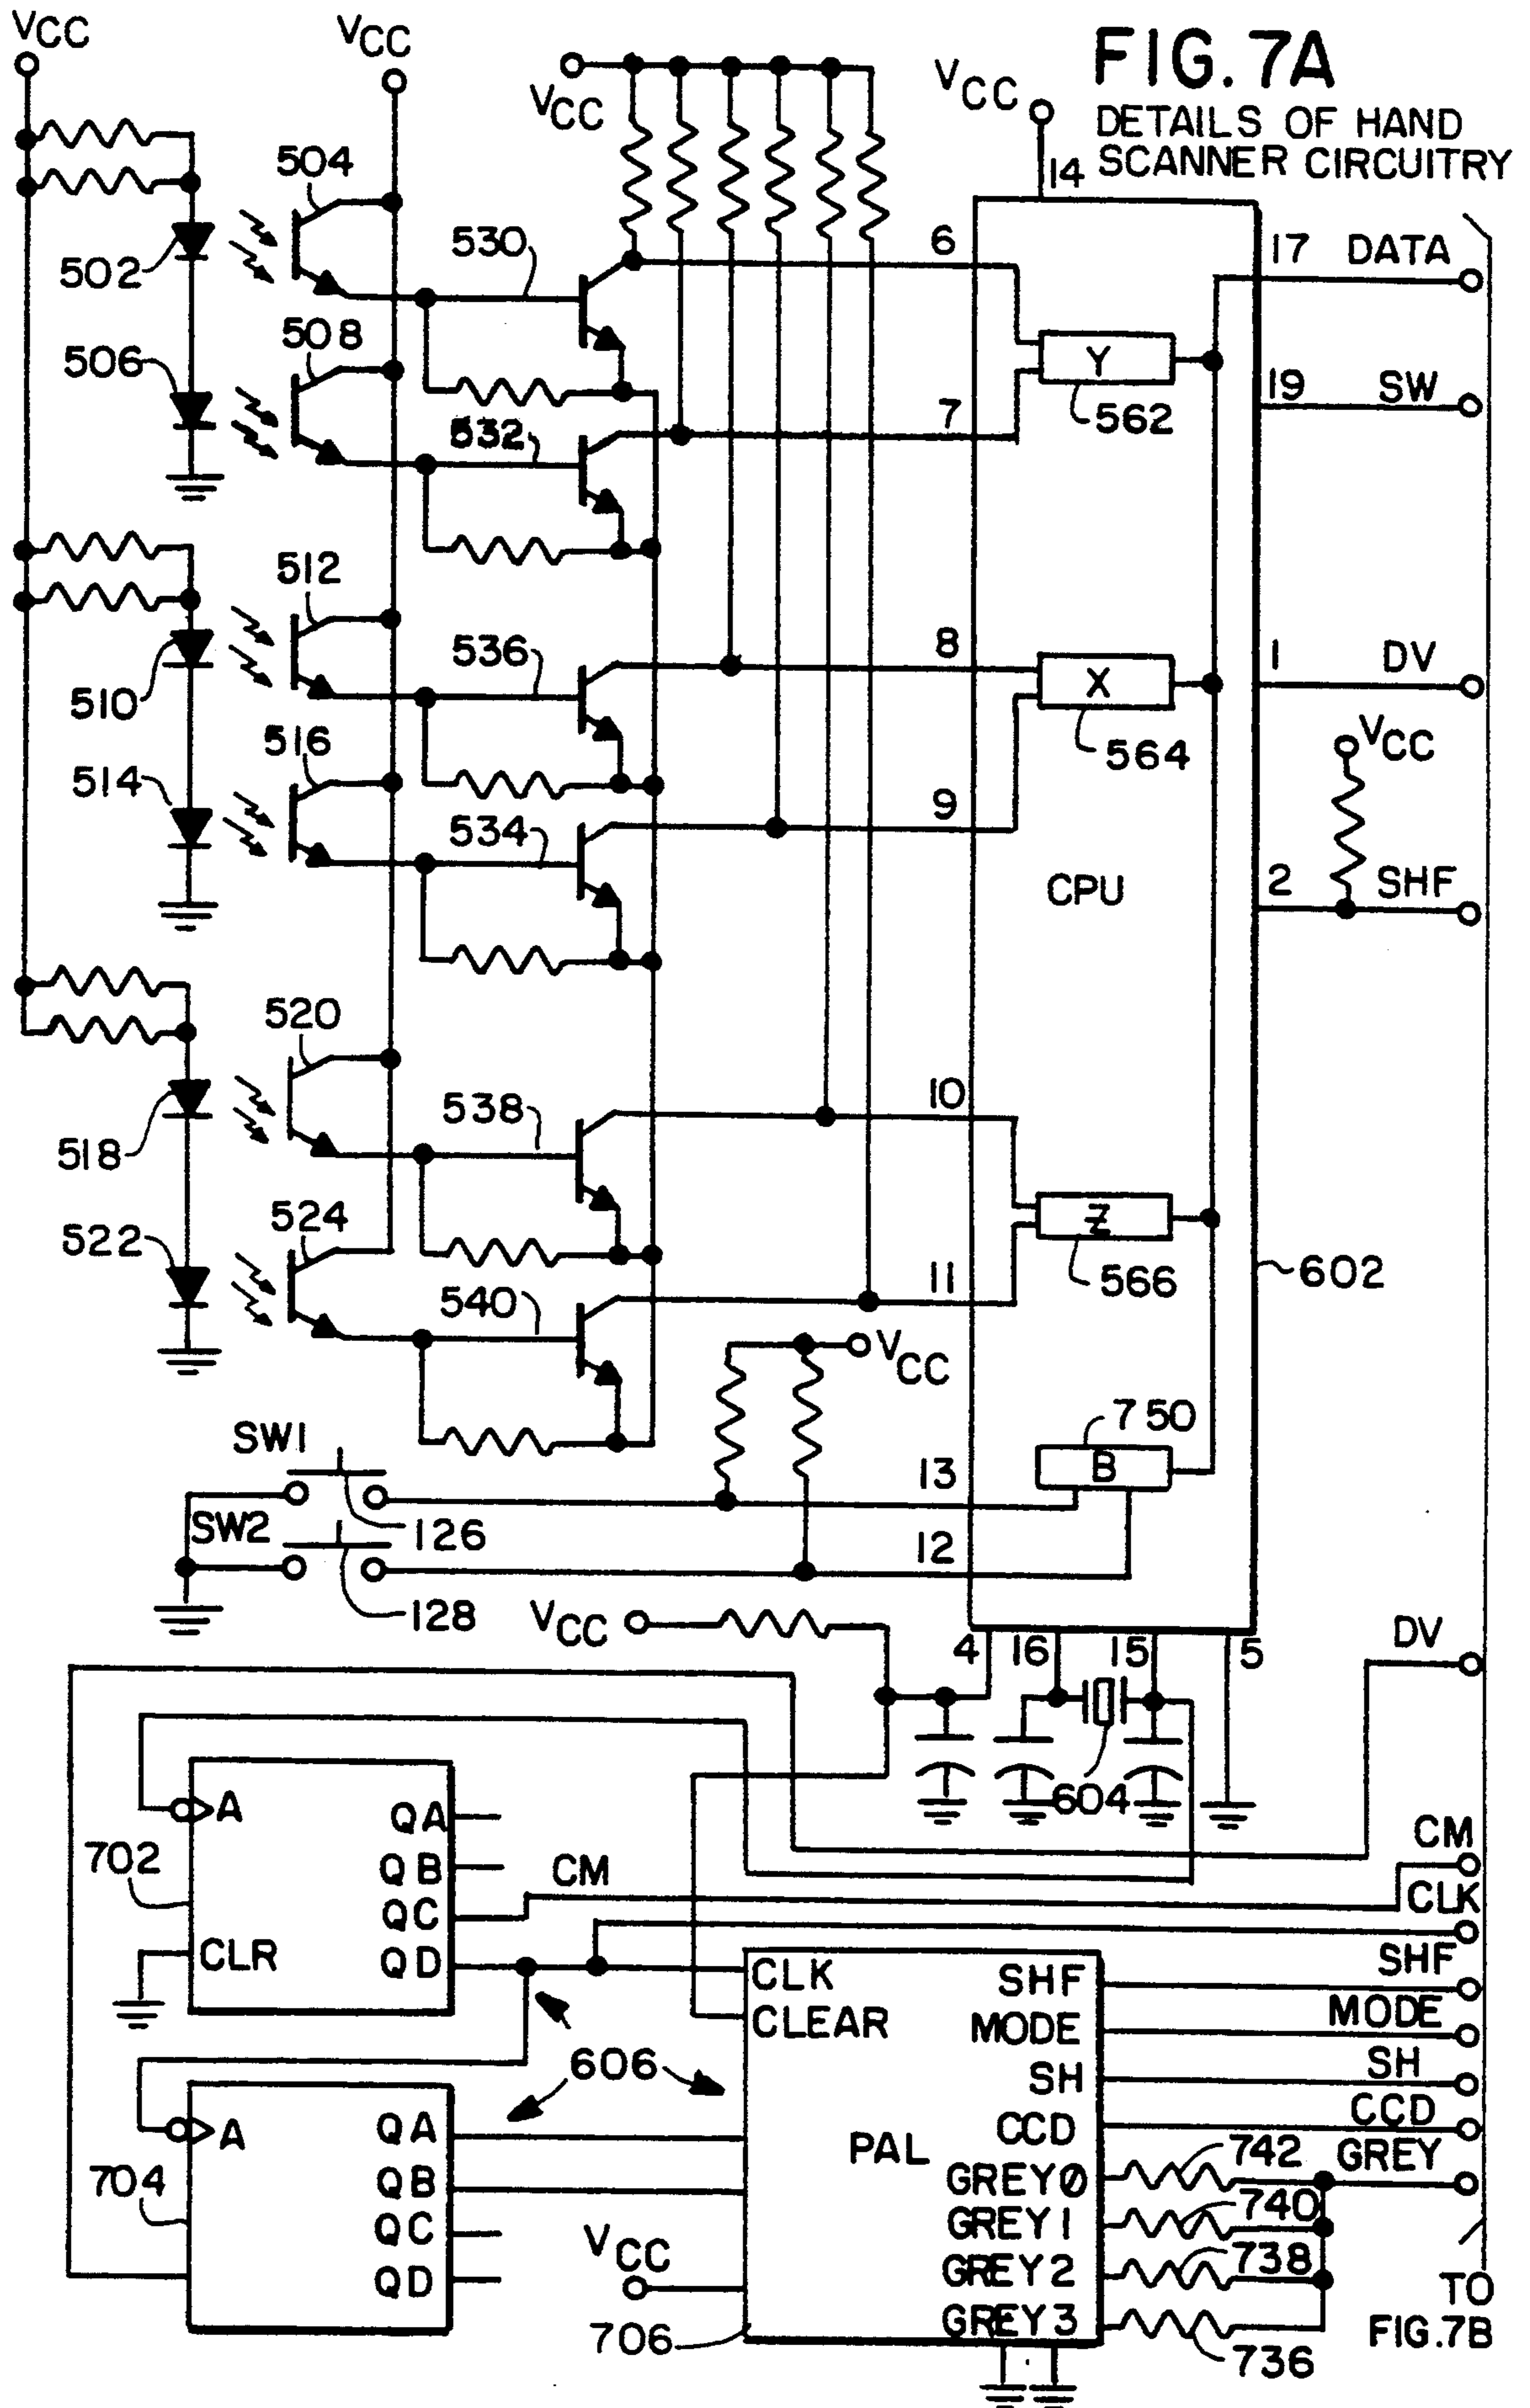 VCC
VCC
VCC
VCC
FIG. 7A
DETAILS OF HAND
SCANNER CIRCUITRY
14
504
502
530
6
17 DATA
508
506
Y
562
19 SW
532
7
512
510
536
8
X
564
1 DV
516
514
534
9
VCC
CPU
2 SHF
520
518
538
10
Z
566
524
522
540
11
602
VCC
750
B
SW1
13
126
SW2
12
128
VCC
4 16 15 5
DV
604
A
QA
702
QB
CM
CM
QC
CLK
CLR
QD
CLK
SHF
SHF
CLEAR
MODE
MODE
606
SH
SH
A
QA
CCD
CCD
PAL
742
GREY
704
QB
GREY0
740
QC
GREY1
VCC
738
QD
GREY2
TO
FIG. 7B
706
GREY3
736